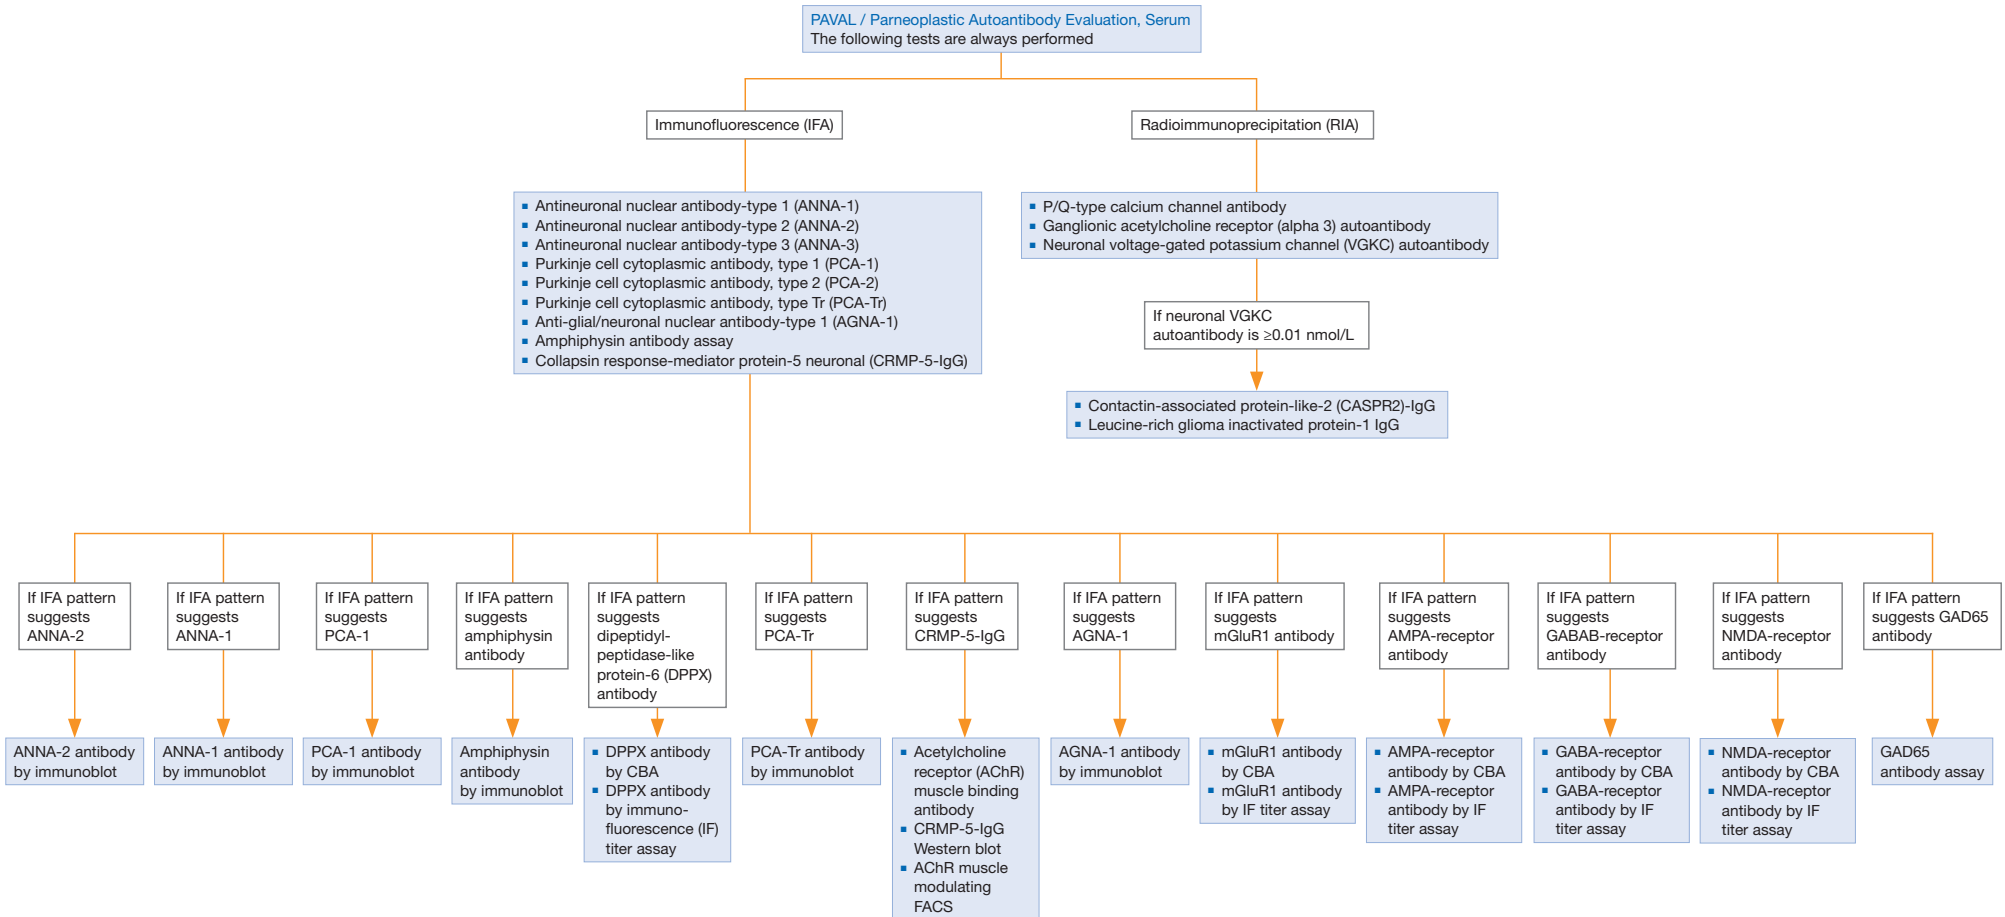 PAVAL / Parneoplastic Autoantibody Evaluation, Serum
The following tests are always performed
Immunofluorescence (IFA)
Radioimmunoprecipitation (RIA)
▪ Antineuronal nuclear antibody-type 1 (ANNA-1)
▪ Antineuronal nuclear antibody-type 2 (ANNA-2)
▪ Antineuronal nuclear antibody-type 3 (ANNA-3)
▪ Purkinje cell cytoplasmic antibody, type 1 (PCA-1)
▪ Purkinje cell cytoplasmic antibody, type 2 (PCA-2)
▪ Purkinje cell cytoplasmic antibody, type Tr (PCA-Tr)
▪ Anti-glial/neuronal nuclear antibody-type 1 (AGNA-1)
▪ Amphiphysin antibody assay
▪ Collapsin response-mediator protein-5 neuronal (CRMP-5-IgG)
▪ P/Q-type calcium channel antibody
▪ Ganglionic acetylcholine receptor (alpha 3) autoantibody
▪ Neuronal voltage-gated potassium channel (VGKC) autoantibody
If neuronal VGKC
autoantibody is ≥0.01 nmol/L
▪ Contactin-associated protein-like-2 (CASPR2)-IgG
▪ Leucine-rich glioma inactivated protein-1 IgG
If IFA pattern
suggests
ANNA-2
If IFA pattern
suggests
ANNA-1
If IFA pattern
suggests
PCA-1
If IFA pattern
suggests
amphiphysin
antibody
If IFA pattern
suggests
dipeptidyl-
peptidase-like
protein-6 (DPPX)
antibody
If IFA pattern
suggests
PCA-Tr
If IFA pattern
suggests
CRMP-5-IgG
If IFA pattern
suggests
AGNA-1
If IFA pattern
suggests
mGluR1 antibody
If IFA pattern
suggests
AMPA-receptor
antibody
If IFA pattern
suggests
GABAB-receptor
antibody
If IFA pattern
suggests
NMDA-receptor
antibody
If IFA pattern
suggests GAD65
antibody
ANNA-2 antibody
by immunoblot
ANNA-1 antibody
by immunoblot
PCA-1 antibody
by immunoblot
Amphiphysin
antibody
by immunoblot
▪ DPPX antibody
by CBA
▪ DPPX antibody
by immuno-
fluorescence (IF)
titer assay
PCA-Tr antibody
by immunoblot
▪ Acetylcholine
receptor (AChR)
muscle binding
antibody
▪ CRMP-5-IgG
Western blot
▪ AChR muscle
modulating
FACS
AGNA-1 antibody
by immunoblot
▪ mGluR1 antibody
by CBA
▪ mGluR1 antibody
by IF titer assay
▪ AMPA-receptor
antibody by CBA
▪ AMPA-receptor
antibody by IF
titer assay
▪ GABA-receptor
antibody by CBA
▪ GABA-receptor
antibody by IF
titer assay
▪ NMDA-receptor
antibody by CBA
▪ NMDA-receptor
antibody by IF
titer assay
GAD65
antibody assay